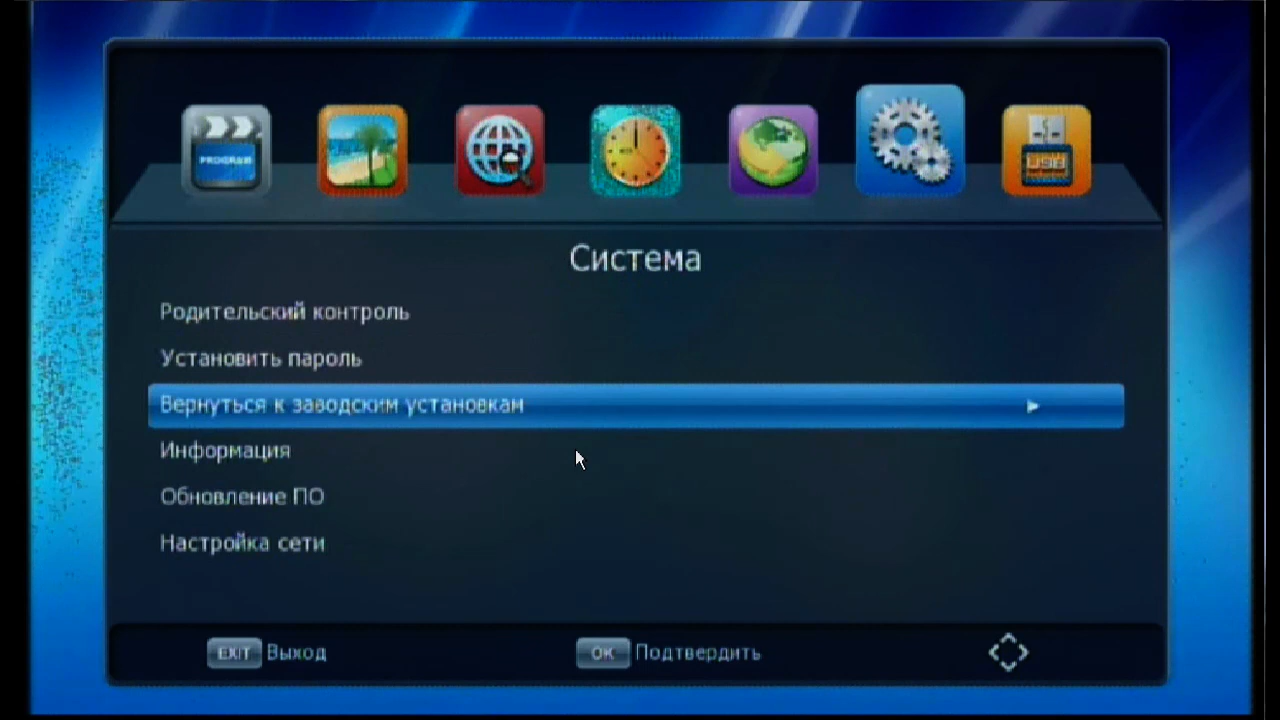 PROGRAM
USB
Система
Родительский контроль
Установить пароль
Вернуться к заводским установкам
Информация
Обновление ПО
Настройка сети
EXIT Выход
OK Подтвердить